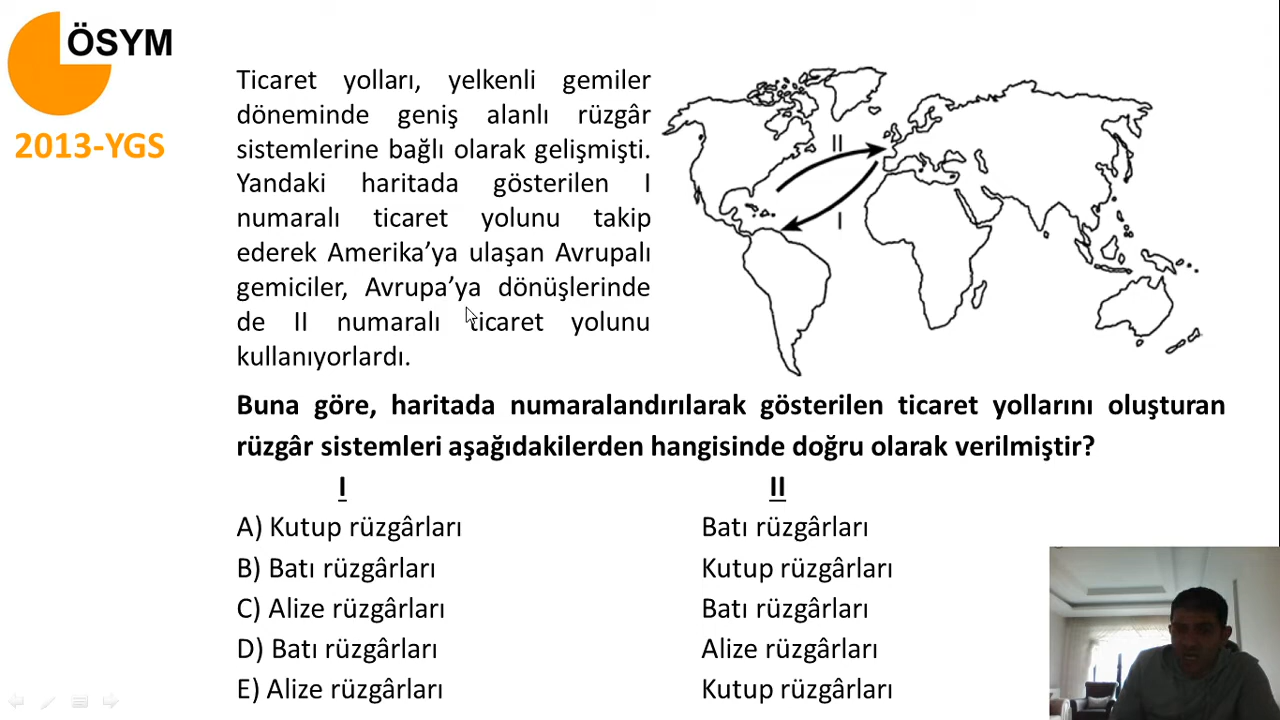 ÖSYM
2013-YGS
Ticaret yolları, yelkenli gemiler
döneminde geniş alanlı rüzgâr
sistemlerine bağlı olarak gelişmişti.
Yandaki haritada gösterilen I
numaralı ticaret yolunu takip
ederek Amerika’ya ulaşan Avrupalı
gemiciler, Avrupa’ya dönüşlerinde
de II numaralı ticaret yolunu
kullanıyorlardı.
II
I
Buna göre, haritada numaralandırılarak gösterilen ticaret yollarını oluşturan
rüzgâr sistemleri aşağıdakilerden hangisinde doğru olarak verilmiştir?
I II
A) Kutup rüzgârları Batı rüzgârları
B) Batı rüzgârları Kutup rüzgârları
C) Alize rüzgârları Batı rüzgârları
D) Batı rüzgârları Alize rüzgârları
E) Alize rüzgârları Kutup rüzgârları